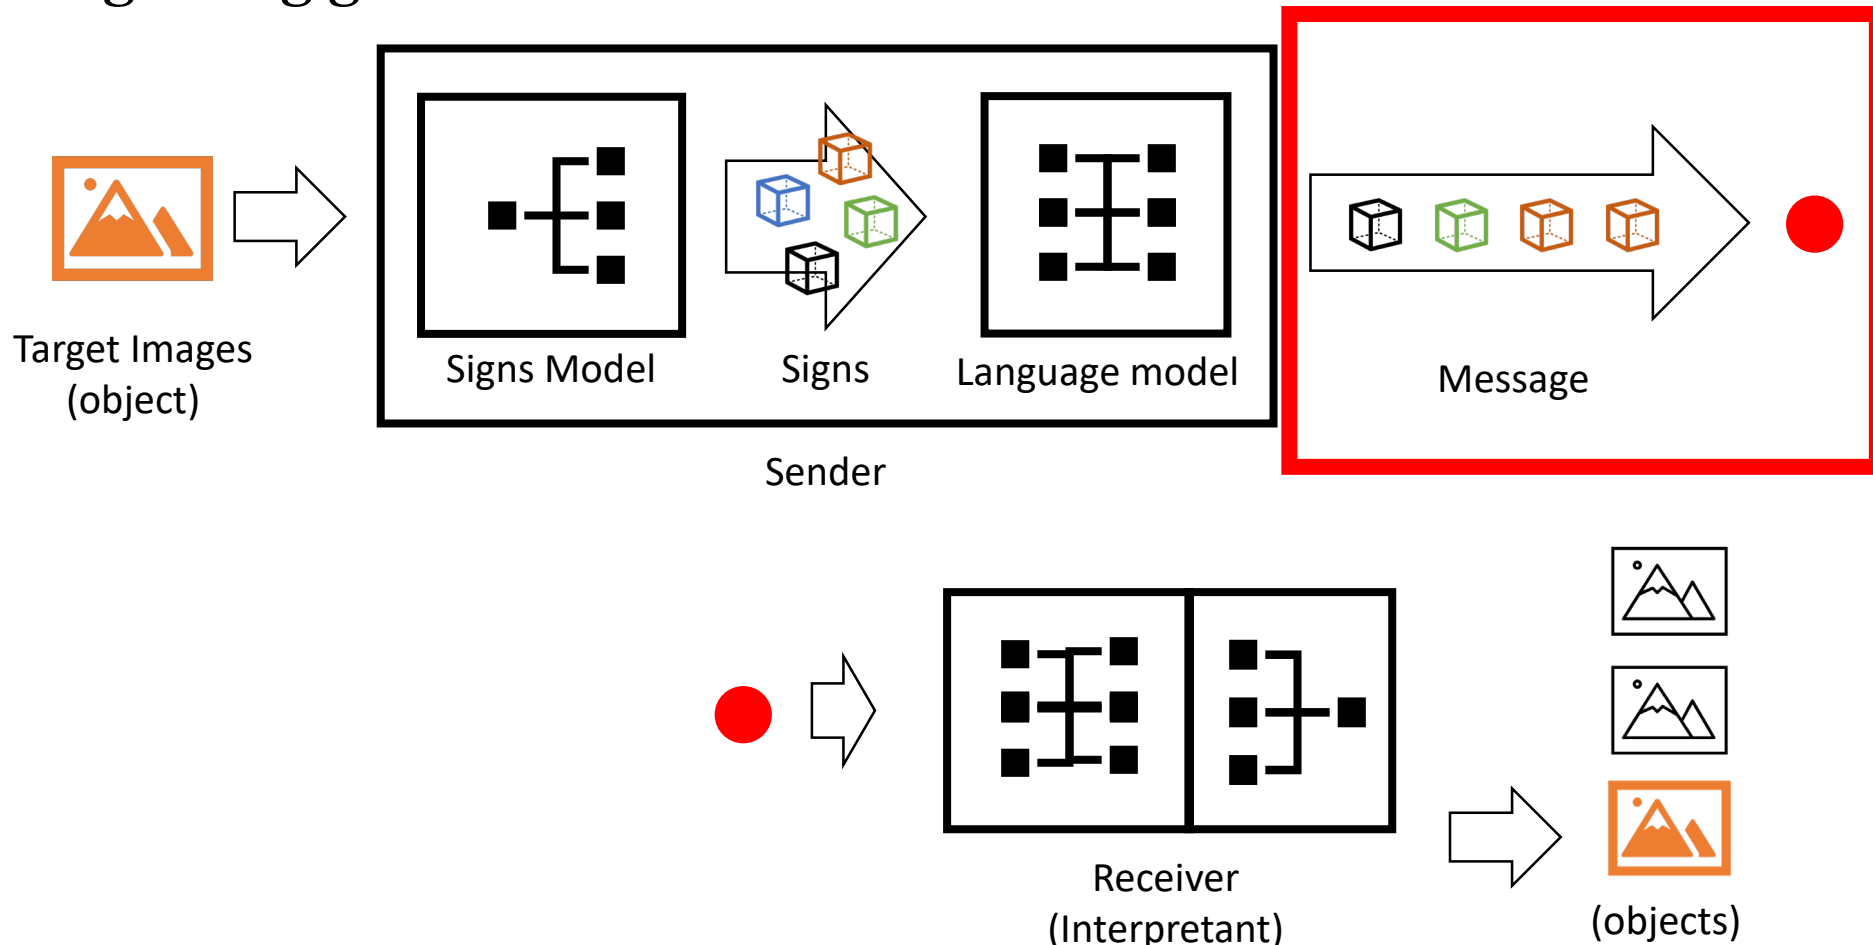 Target Images
(object)
Signs Model
Signs
Language model
Message
Sender
Receiver
(Interpretant)
(objects)